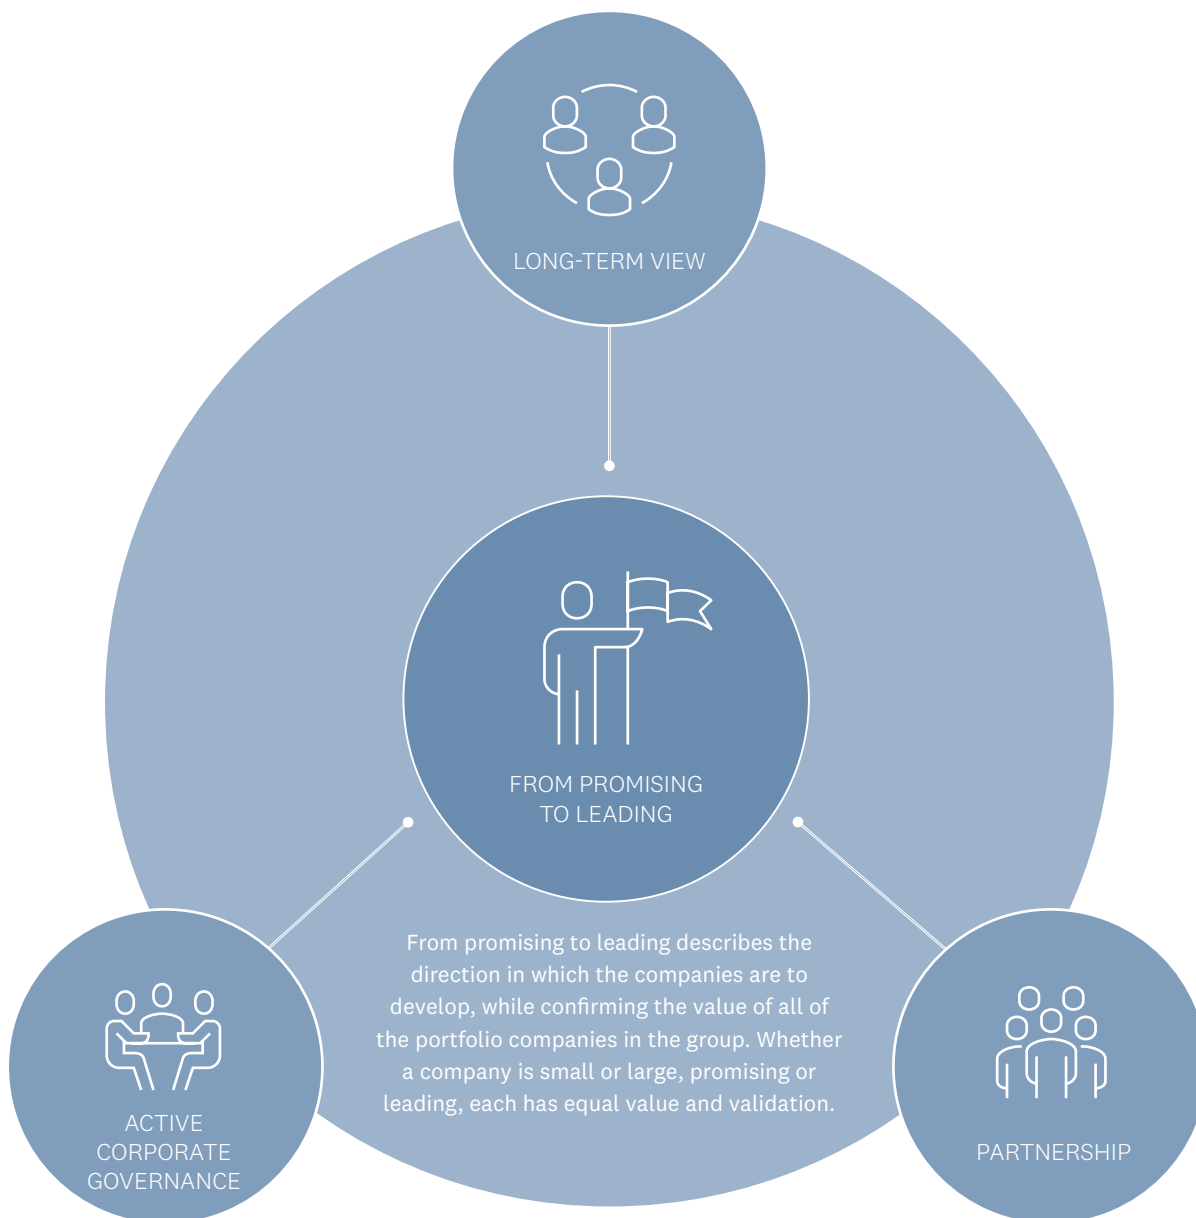 LONG-TERM VIEW
FROM PROMISING
TO LEADING
From promising to leading describes the
direction in which the companies are to
develop, while confirming the value of all of
the portfolio companies in the group. Whether
a company is small or large, promising or
leading, each has equal value and validation.
ACTIVE
CORPORATE
GOVERNANCE
PARTNERSHIP